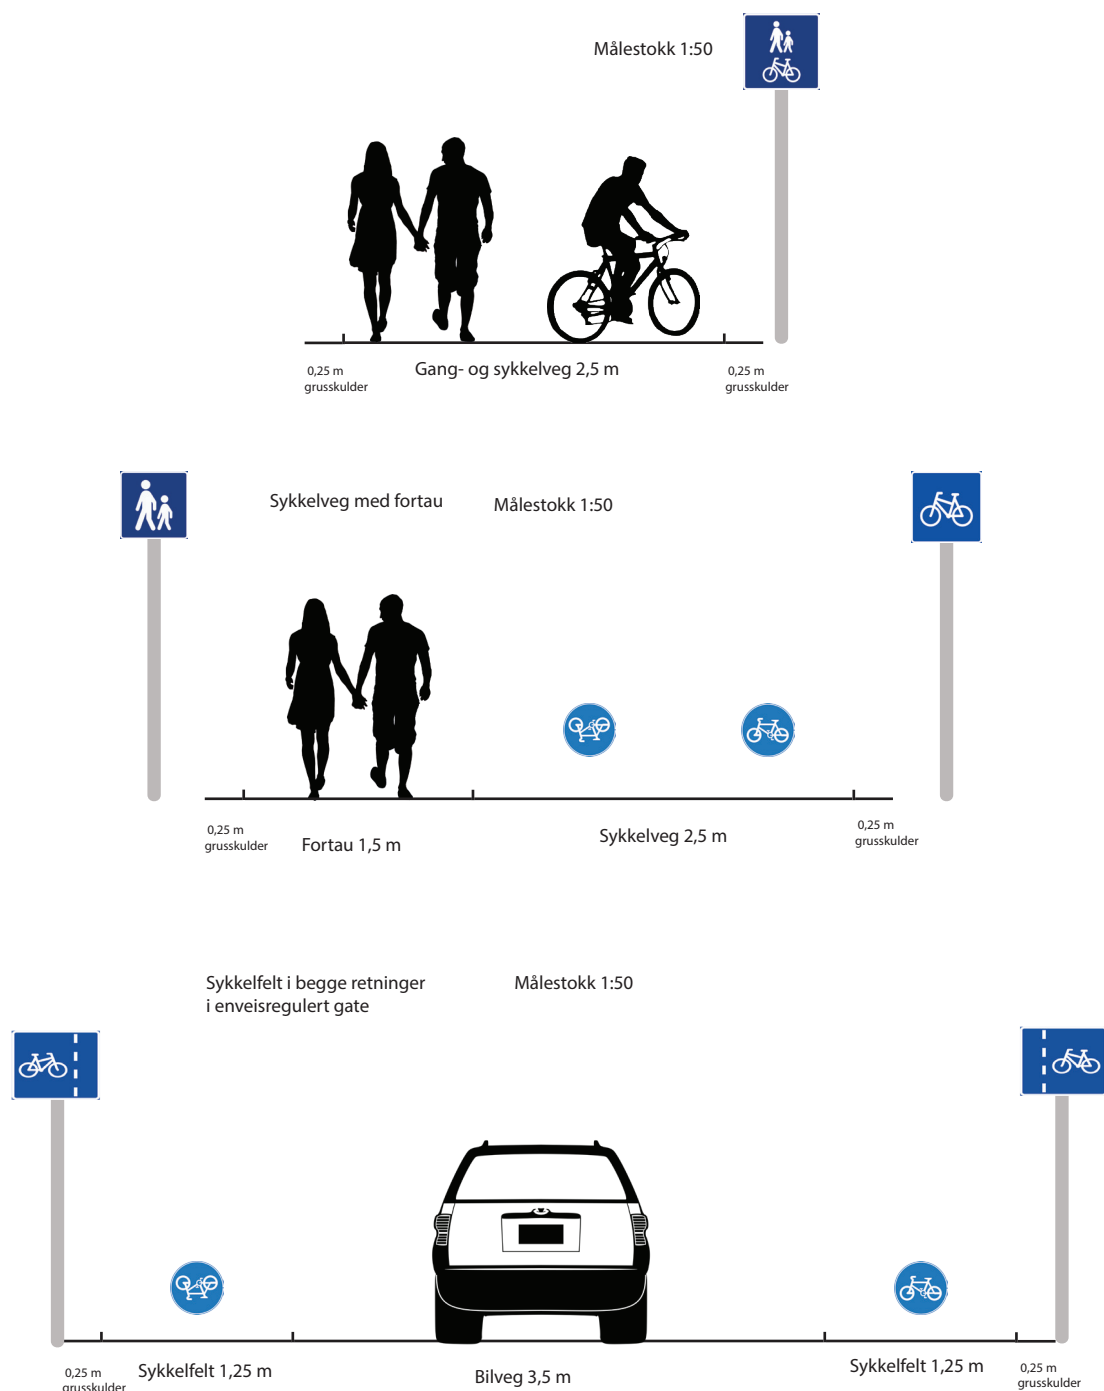 Målestokk 1:50
0,25 m
grusskulder
Gang- og sykkelveg 2,5 m
0,25 m
grusskulder
Sykkelveg med fortau
Målestokk 1:50
0,25 m
grusskulder
Fortau 1,5 m
Sykkelveg 2,5 m
0,25 m
grusskulder
Sykkelfelt i begge retninger
i enveisregulert gate
Målestokk 1:50
0,25 m
grusskulder
Sykkelfelt 1,25 m
Bilveg 3,5 m
Sykkelfelt 1,25 m
0,25 m
grusskulder